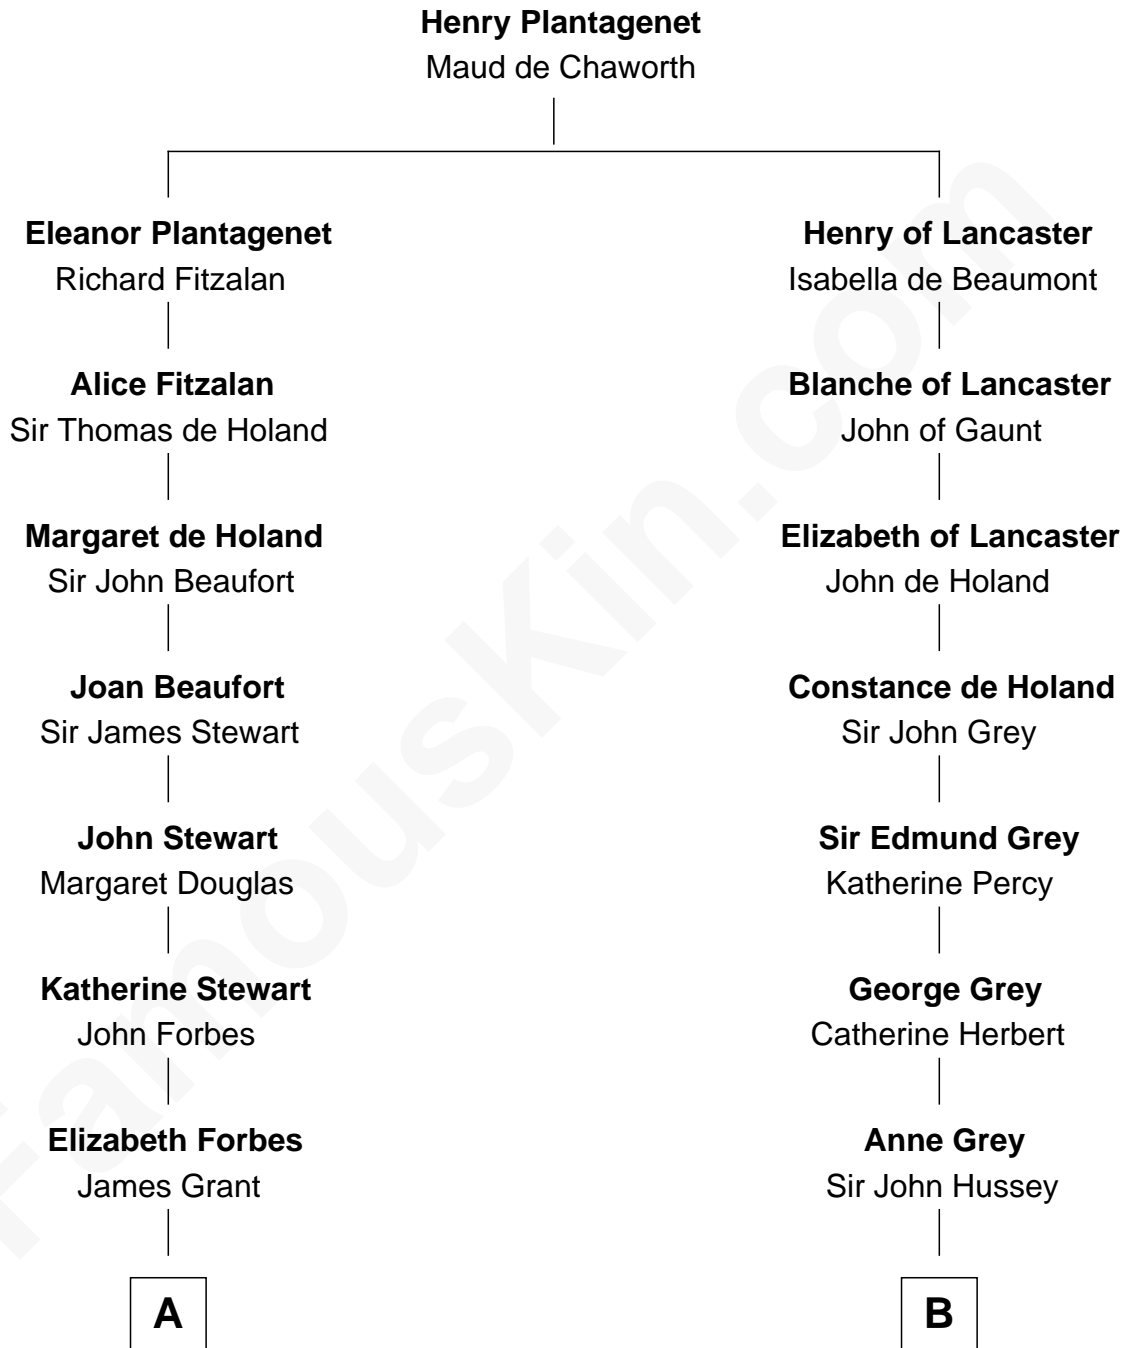 Henry Plantagenet
Maud de Chaworth
Eleanor Plantagenet
Richard Fitzalan
Alice Fitzalan
Sir Thomas de Holand
Margaret de Holand
Sir John Beaufort
Joan Beaufort
Sir James Stewart
John Stewart
Margaret Douglas
Katherine Stewart
John Forbes
Elizabeth Forbes
James Grant
A
Henry of Lancaster
Isabella de Beaumont
Blanche of Lancaster
John of Gaunt
Elizabeth of Lancaster
John de Holand
Constance de Holand
Sir John Grey
Sir Edmund Grey
Katherine Percy
George Grey
Catherine Herbert
Anne Grey
Sir John Hussey
B
FamousKin.com